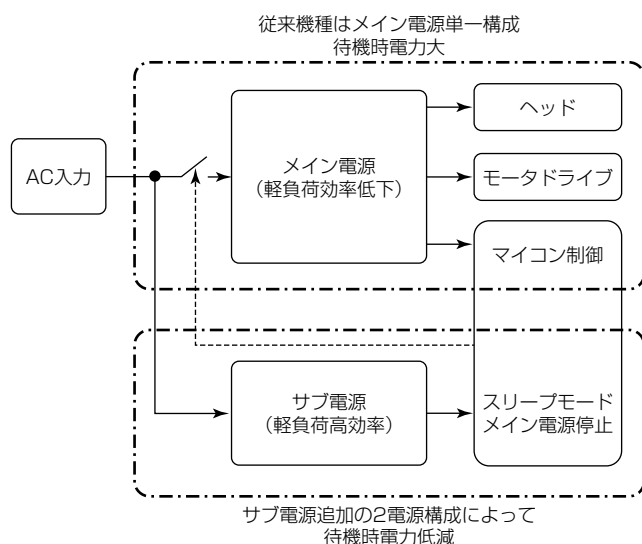 従来機種はメイン電源単一構成
待機時電力大
ヘッド
AC入力
メイン電源
（軽負荷効率低下）
モータドライブ
マイコン制御
サブ電源
（軽負荷高効率）
スリープモード
メイン電源停止
サブ電源追加の2電源構成によって
待機時電力低減